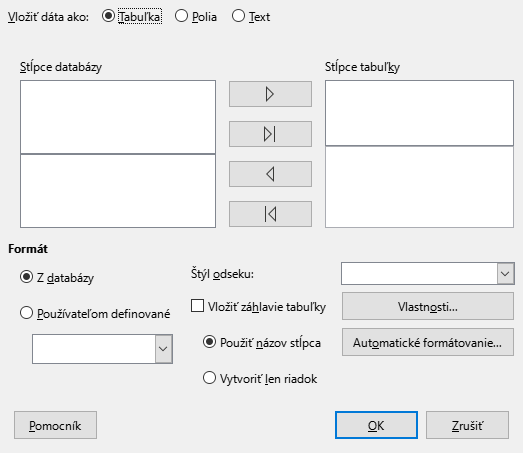 Vložiť dáta ako: Tabuľka Polia Text
Stĺpce databázy Stĺpce tabuľky
Formát
Z databázy Štýl odseku:
Používateľom definované Vložiť záhlavie tabuľky Vlastnosti...
Použiť názov stĺpca Automatické formátovanie...
Vytvoriť len riadok
Pomocník OK Zrušiť